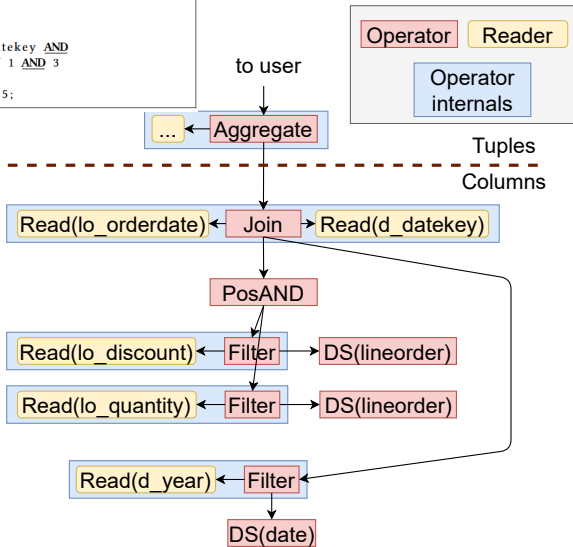 AND
1 AND 3
5;
Operator
Reader
Operator
internals
to user
...
Aggregate
Tuples
Columns
Read(lo_orderdate)
Join
Read(d_datekey)
PosAND
Read(lo_discount)
Filter
DS(lineorder)
Read(lo_quantity)
Filter
DS(lineorder)
Read(d_year)
Filter
DS(date)